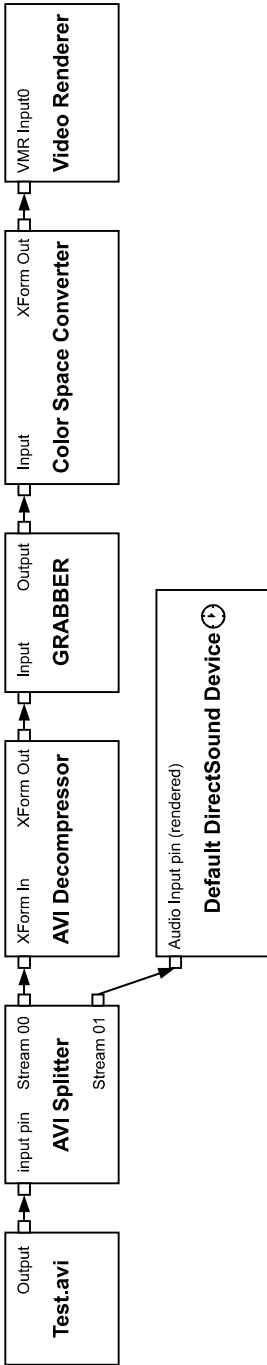 Output
Test.avi
input pin
Stream 00
AVI Splitter
Stream 01
XForm In
XForm Out
AVI Decompressor
Input
Output
GRABBER
Input
XForm Out
Color Space Converter
VMR Input0
Video Renderer
Audio Input pin (rendered)
Default DirectSound Device